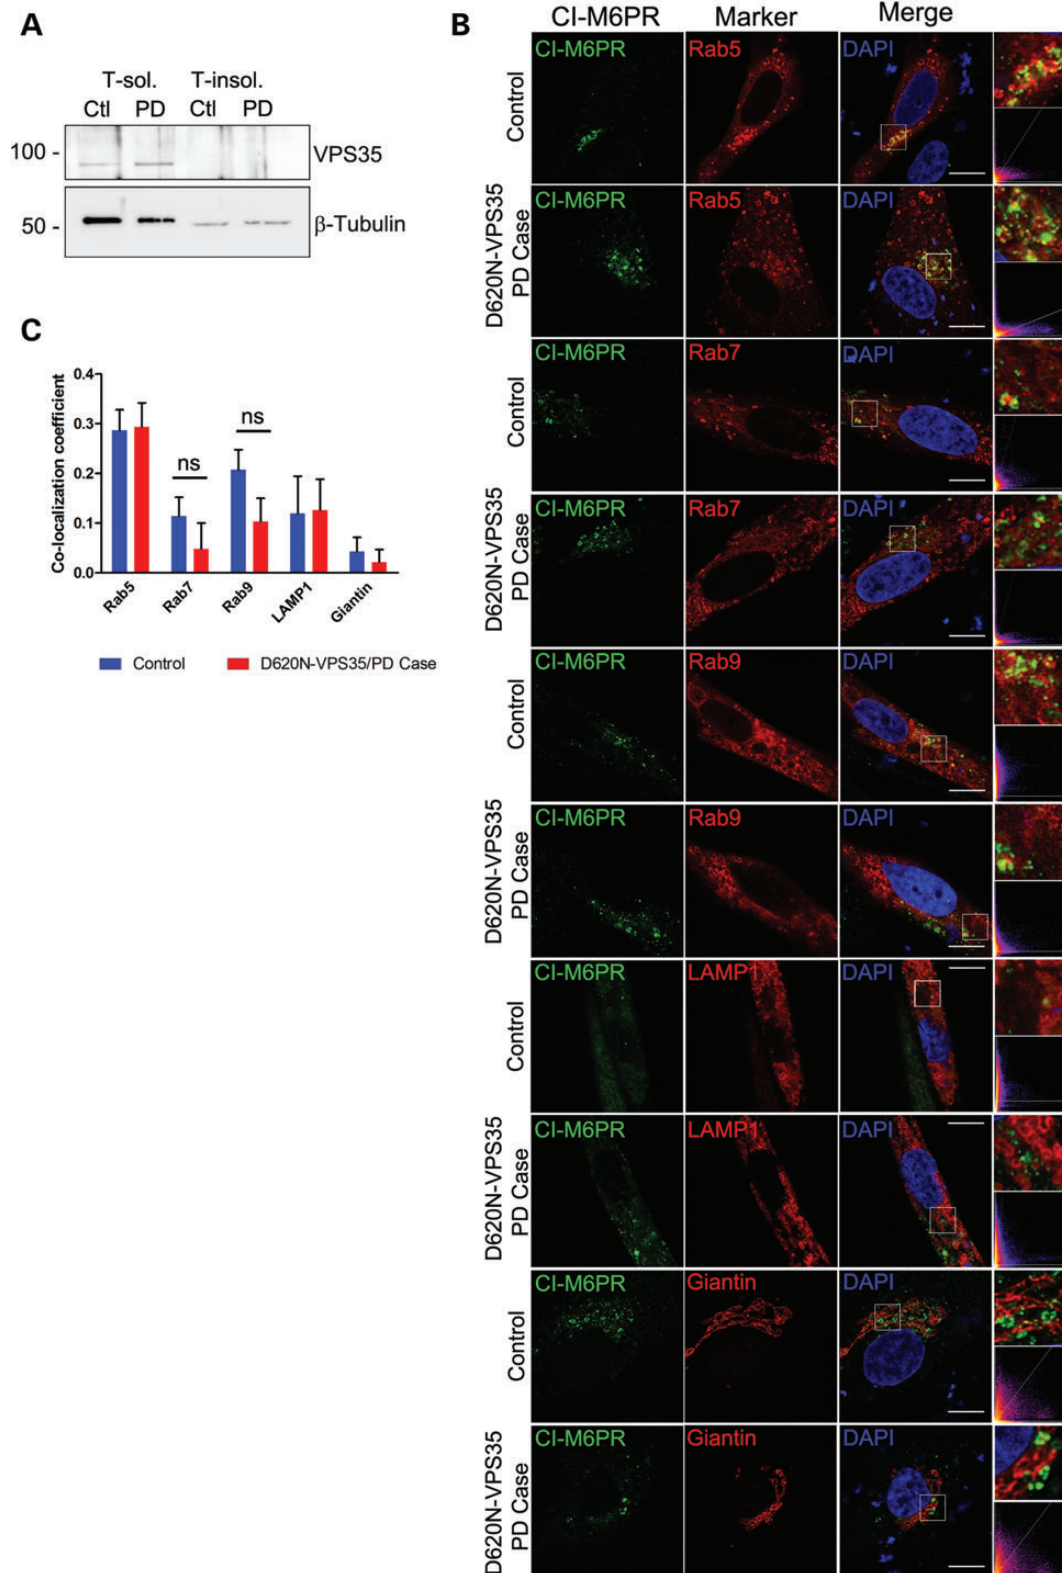 A
T-sol. T-insol.
Ctl PD Ctl PD
100 - VPS35
50 - β-Tubulin
C
Co-localization coefficient
0.4
0.3
0.2
0.1
0.0
ns
ns
Rab5 Rab7 Rab9 LAMP1 Giantin
Control D620N-VPS35/PD Case
B
CI-M6PR Marker Merge
Control
CI-M6PR Rab5 DAPI
D620N-VPS35
PD Case
CI-M6PR Rab5 DAPI
Control
CI-M6PR Rab7 DAPI
D620N-VPS35
PD Case
CI-M6PR Rab7 DAPI
Control
CI-M6PR Rab9 DAPI
D620N-VPS35
PD Case
CI-M6PR Rab9 DAPI
Control
CI-M6PR LAMP1 DAPI
D620N-VPS35
PD Case
CI-M6PR LAMP1 DAPI
Control
CI-M6PR Giantin DAPI
D620N-VPS35
PD Case
CI-M6PR Giantin DAPI